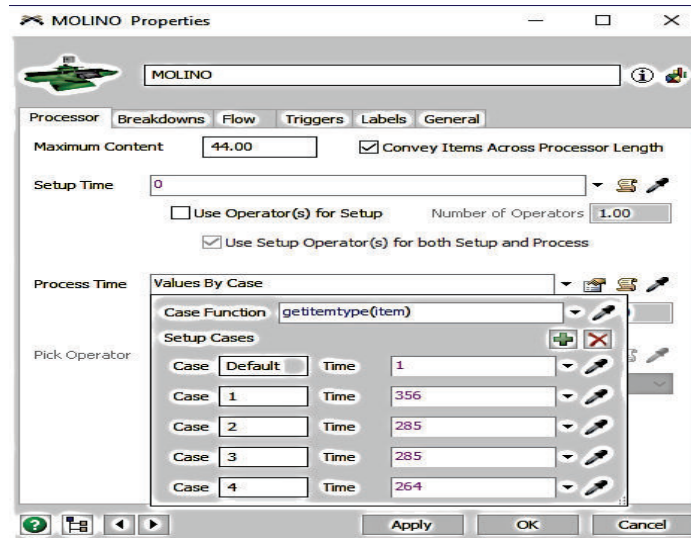 MOLINO Properties
MOLINO
Processor Breakdowns Flow Triggers Labels General
Maximum Content 44.00 Convey Items Across Processor Length
Setup Time 0
Use Operator(s) for Setup Number of Operators 1.00
Use Setup Operator(s) for both Setup and Process
Process Time Values By Case
Case Function getitemtype(item)
Setup Cases
Pick Operator
Case Default Time 1
Case 1 Time 356
Case 2 Time 285
Case 3 Time 285
Case 4 Time 264
Apply OK Cancel